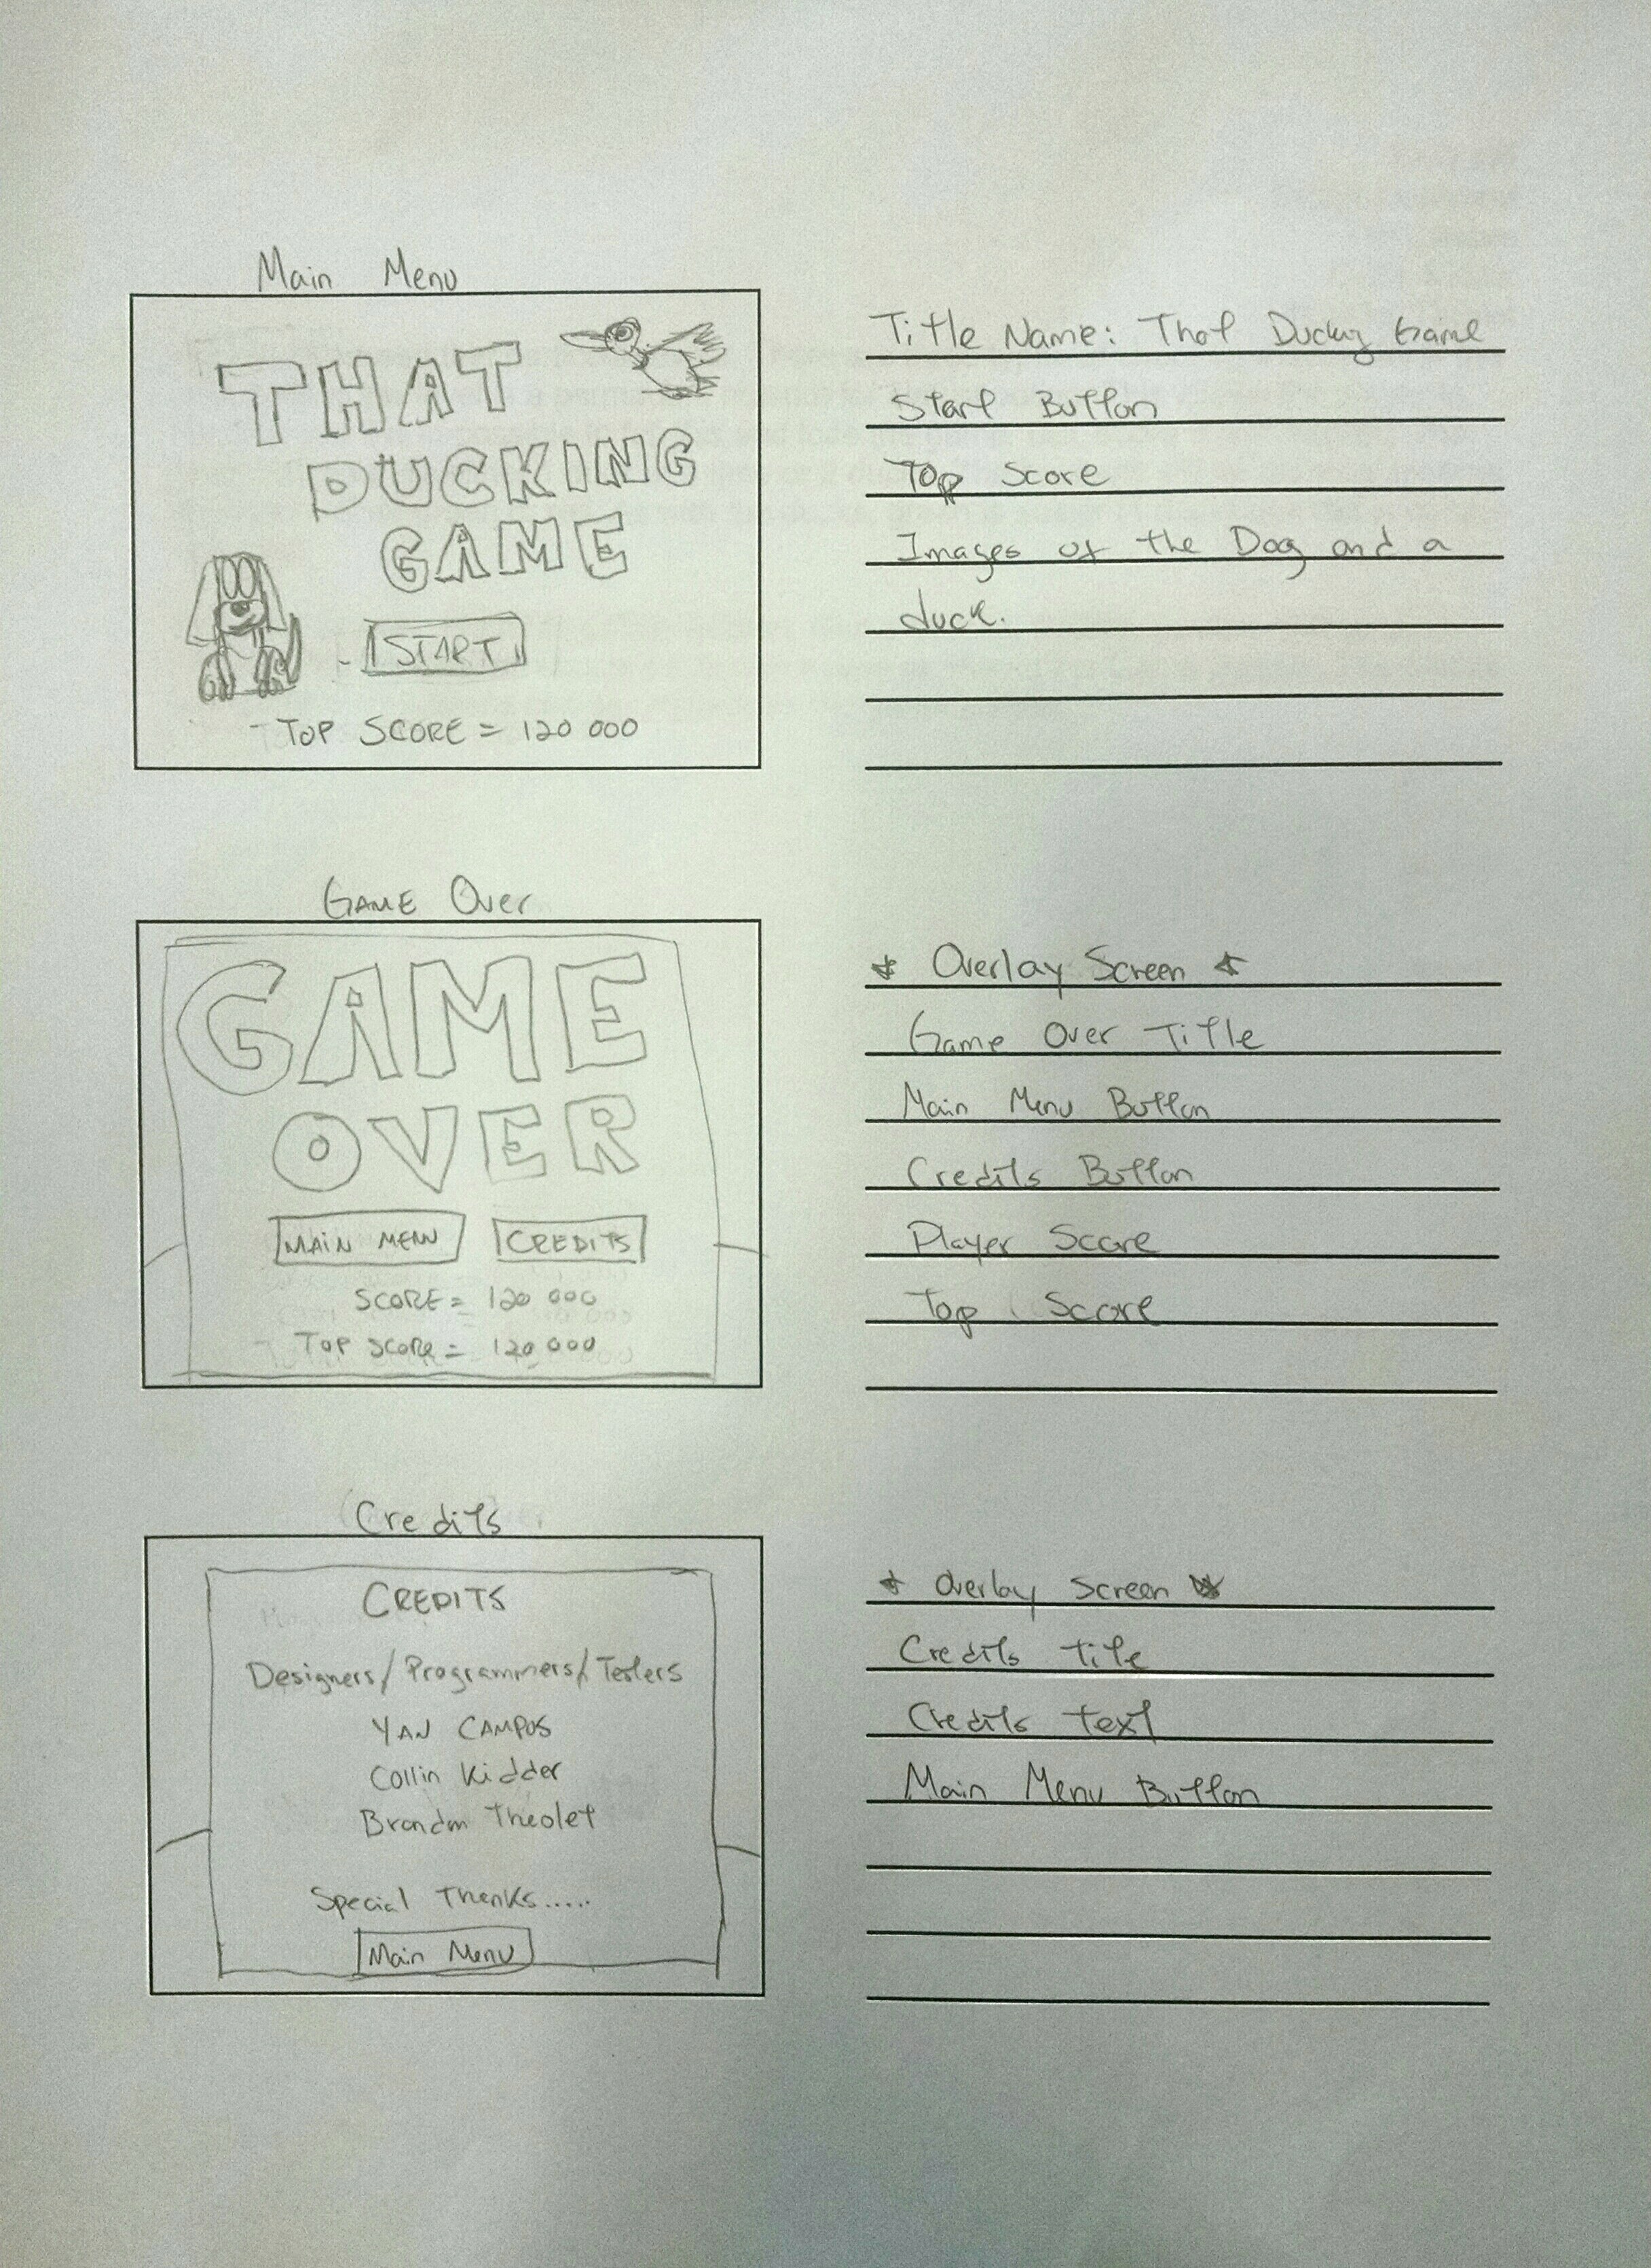 Main Menu
THAT
DUCKING
GAME
START
- TOP SCORE = 120 000
Title Name: That Ducking Game
Start Button
Top Score
Images of the Dog and a
duck.
GAME Over
GAME
OVER
MAIN MENU CREDITS
SCORE = 120 000
TOP SCORE = 120 000
* Overlay Screen *
Game Over Title
Main Menu Button
Credits Button
Player Score
Top Score
Credits
CREDITS
Designers/Programmers/Testers
YAN CAMPOS
Collin Kidder
Brandon Theolet
Special Thanks.....
Main Menu
* Overlay Screen *
Credits Title
Credits Text
Main Menu Button